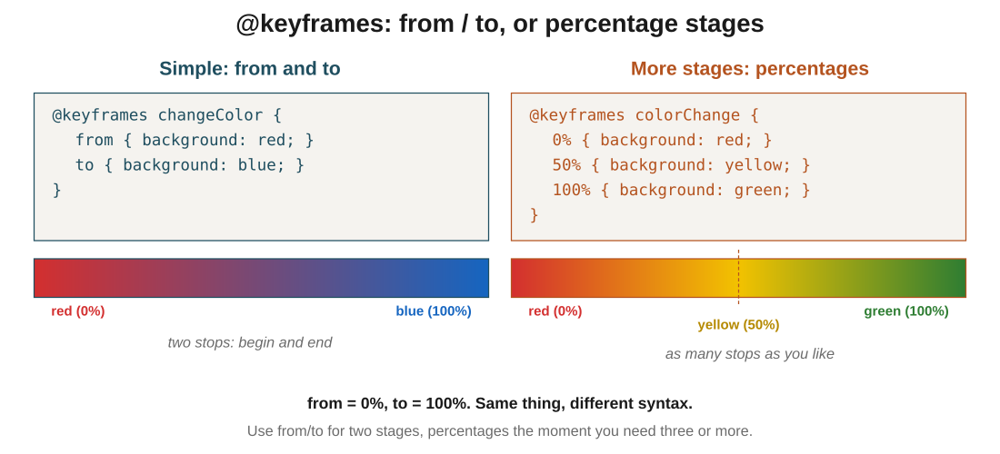 @keyframes: from / to, or percentage stages
Simple: from and to
@keyframes changeColor {
from { background: red; }
to { background: blue; }
}
red (0%)
blue (100%)
two stops: begin and end
More stages: percentages
@keyframes colorChange {
0% { background: red; }
50% { background: yellow; }
100% { background: green; }
}
red (0%)
green (100%)
yellow (50%)
as many stops as you like
from = 0%, to = 100%. Same thing, different syntax.
Use from/to for two stages, percentages the moment you need three or more.